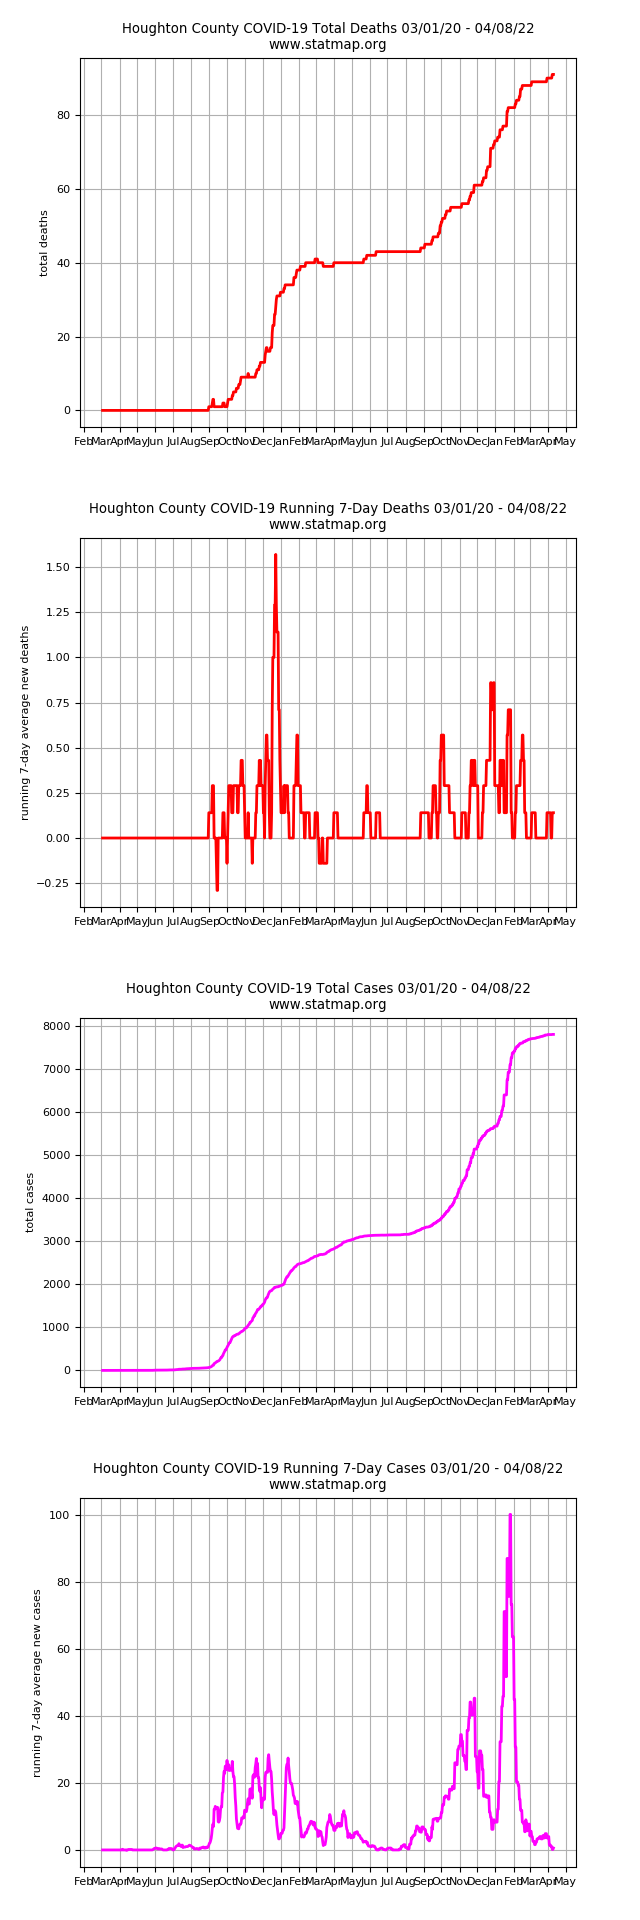 Houghton County COVID-19 Total Deaths 03/01/20 - 04/08/22
www.statmap.org
total deaths
80
60
40
20
0
Feb Mar Apr May Jun Jul Aug Sep Oct Nov Dec Jan Feb Mar Apr May Jun Jul Aug Sep Oct Nov Dec Jan Feb Mar Apr May
Houghton County COVID-19 Running 7-Day Deaths 03/01/20 - 04/08/22
www.statmap.org
running 7-day average new deaths
1.50
1.25
1.00
0.75
0.50
0.25
0.00
−0.25
Feb Mar Apr May Jun Jul Aug Sep Oct Nov Dec Jan Feb Mar Apr May Jun Jul Aug Sep Oct Nov Dec Jan Feb Mar Apr May
Houghton County COVID-19 Total Cases 03/01/20 - 04/08/22
www.statmap.org
total cases
8000
7000
6000
5000
4000
3000
2000
1000
0
Feb Mar Apr May Jun Jul Aug Sep Oct Nov Dec Jan Feb Mar Apr May Jun Jul Aug Sep Oct Nov Dec Jan Feb Mar Apr May
Houghton County COVID-19 Running 7-Day Cases 03/01/20 - 04/08/22
www.statmap.org
running 7-day average new cases
100
80
60
40
20
0
Feb Mar Apr May Jun Jul Aug Sep Oct Nov Dec Jan Feb Mar Apr May Jun Jul Aug Sep Oct Nov Dec Jan Feb Mar Apr May